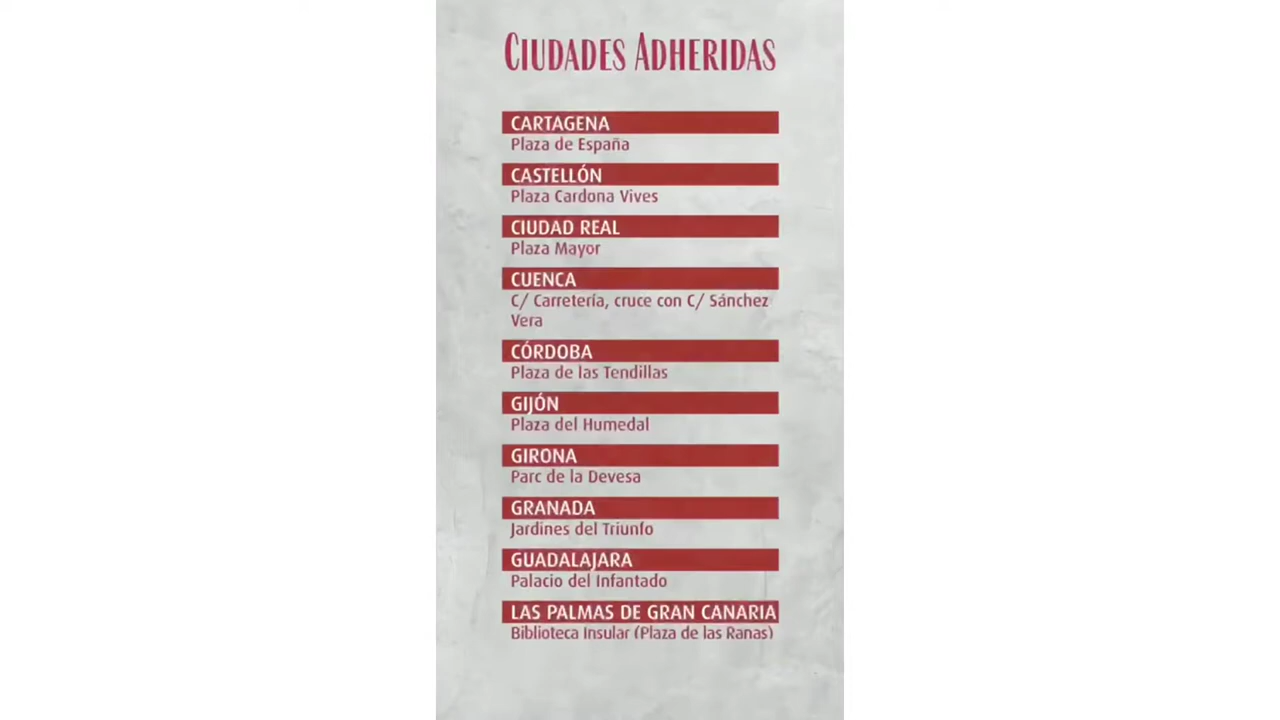 CIUDADES ADHERIDAS
CARTAGENA
Plaza de España
CASTELLÓN
Plaza Cardona Vives
CIUDAD REAL
Plaza Mayor
CUENCA
C/ Carretería, cruce con C/ Sánchez
Vera
CÓRDOBA
Plaza de las Tendillas
GIJÓN
Plaza del Humedal
GIRONA
Parc de la Devesa
GRANADA
Jardines del Triunfo
GUADALAJARA
Palacio del Infantado
LAS PALMAS DE GRAN CANARIA
Biblioteca Insular (Plaza de las Ranas)